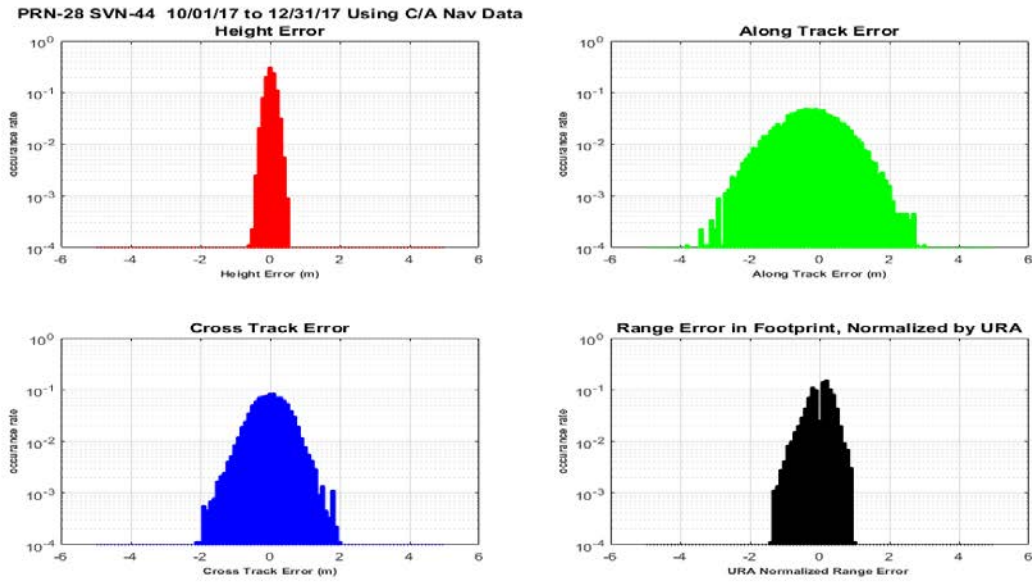 PRN-28 SVN-44 10/01/17 to 12/31/17 Using C/A Nav Data
Height Error
10^0
10^-1
10^-2
10^-3
10^-4
occurance rate
-6 -4 -2 0 2 4 6
Height Error (m)
Along Track Error
10^0
10^-1
10^-2
10^-3
10^-4
occurance rate
-6 -4 -2 0 2 4 6
Along Track Error (m)
Cross Track Error
10^0
10^-1
10^-2
10^-3
10^-4
occurance rate
-6 -4 -2 0 2 4 6
Cross Track Error (m)
Range Error in Footprint, Normalized by URA
10^0
10^-1
10^-2
10^-3
10^-4
occurance rate
-6 -4 -2 0 2 4 6
URA Normalized Range Error